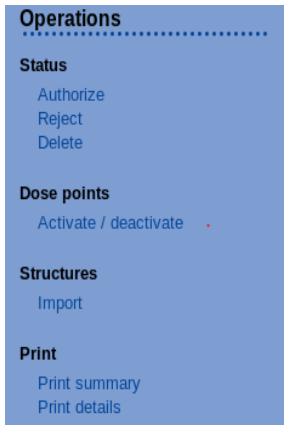 Operations
Status
Authorize
Reject
Delete
Dose points
Activate / deactivate
Structures
Import
Print
Print summary
Print details